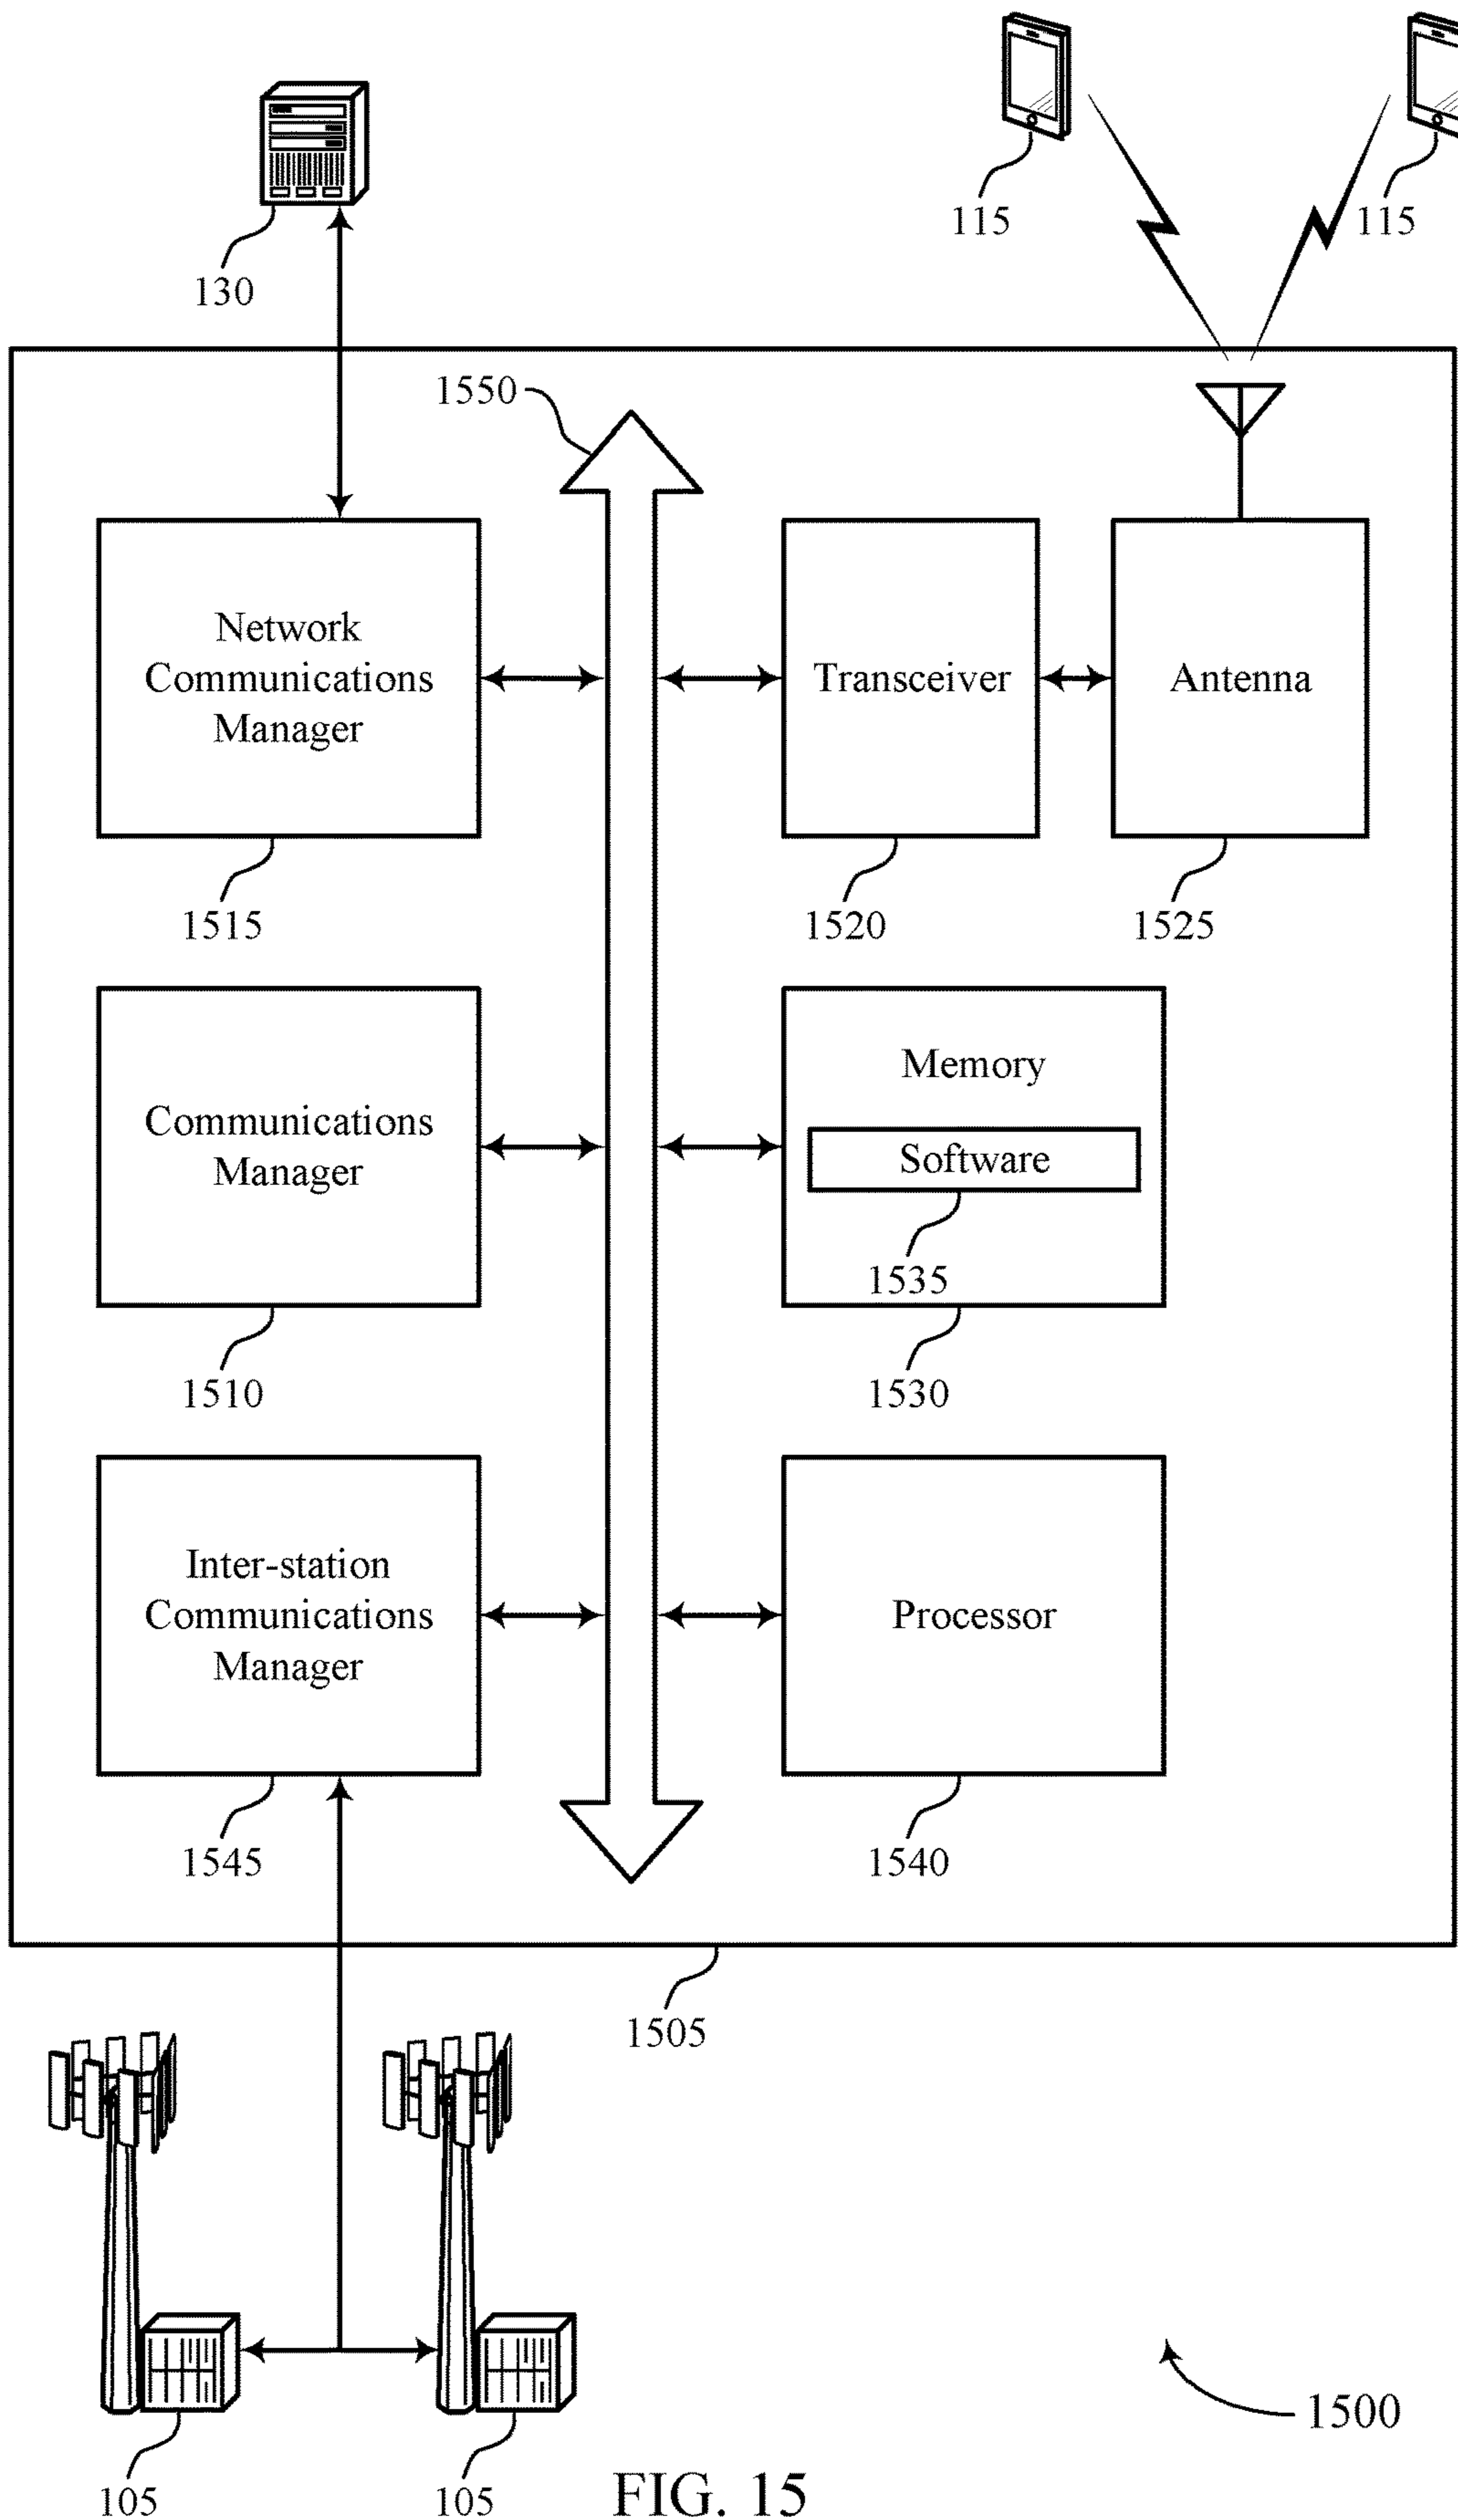 115
115
130
1550
Network
Communications
Manager
Transceiver
Antenna
1515
1520
1525
Communications
Manager
Memory
Software
1535
1510
1530
Inter-station
Communications
Manager
Processor
1545
1540
1505
1500
105
105
FIG. 15